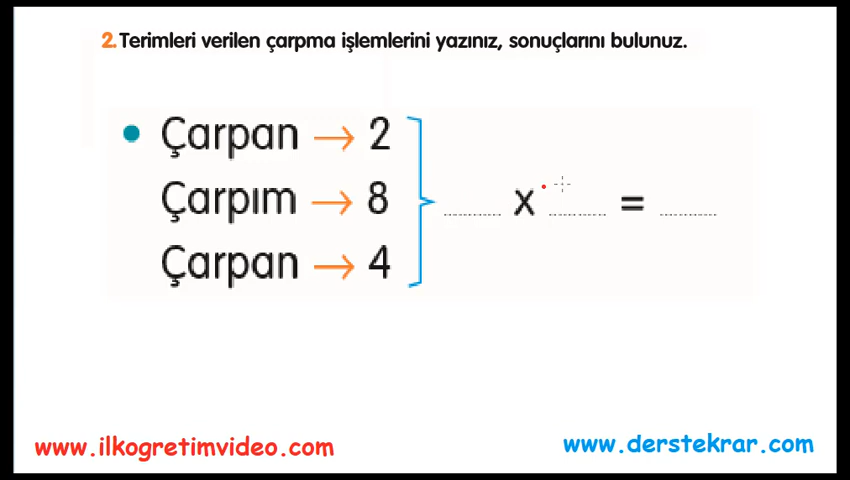 2.Terimleri verilen çarpma işlemlerini yazınız, sonuçlarını bulunuz.
• Çarpan → 2
Çarpım → 8
Çarpan → 4
.......... x .......... = ..........
www.ilkogretimvideo.com
www.derstekrar.com